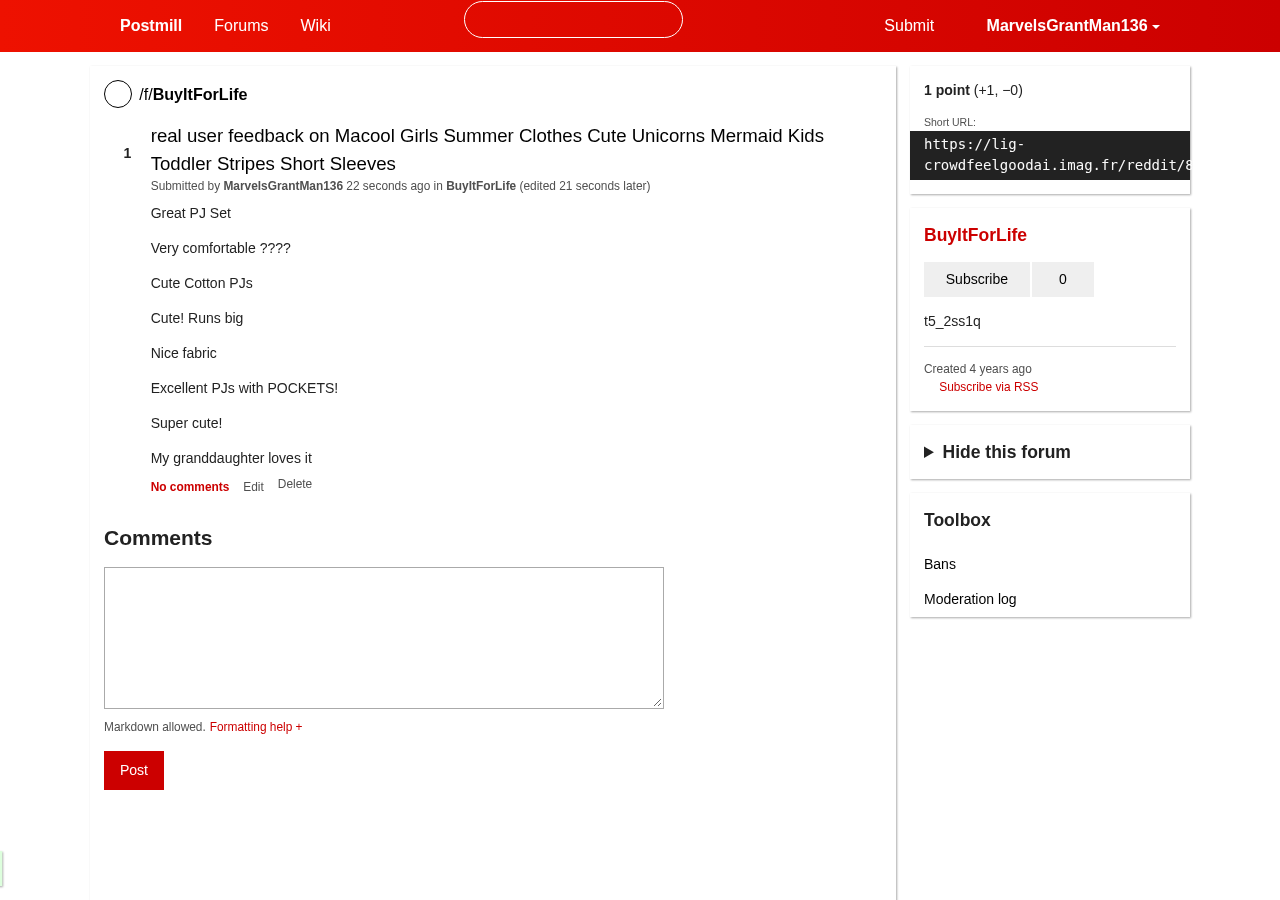 Postmill Forums Wiki Submit MarvelsGrantMan136
/f/BuyItForLife
1
real user feedback on Macool Girls Summer Clothes Cute Unicorns Mermaid Kids
Toddler Stripes Short Sleeves
Submitted by MarvelsGrantMan136 22 seconds ago in BuyItForLife (edited 21 seconds later)
Great PJ Set
Very comfortable ????
Cute Cotton PJs
Cute! Runs big
Nice fabric
Excellent PJs with POCKETS!
Super cute!
My granddaughter loves it
No comments Edit Delete
Comments
Markdown allowed. Formatting help +
Post
1 point (+1, −0)
Short URL:
https://lig-
crowdfeelgoodai.imag.fr/reddit/8
BuyItForLife
Subscribe 0
t5_2ss1q
Created 4 years ago
Subscribe via RSS
Hide this forum
Toolbox
Bans
Moderation log